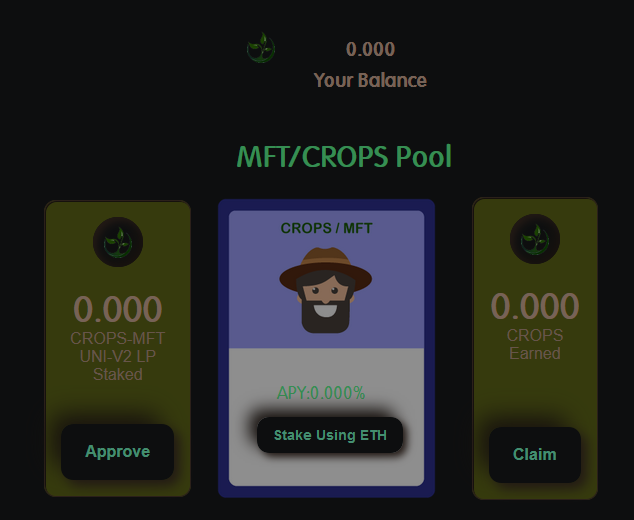 0.000
Your Balance
MFT/CROPS Pool
0.000
CROPS-MFT
UNI-V2 LP
Staked
Approve
CROPS / MFT
APY:0.000%
Stake Using ETH
0.000
CROPS
Earned
Claim